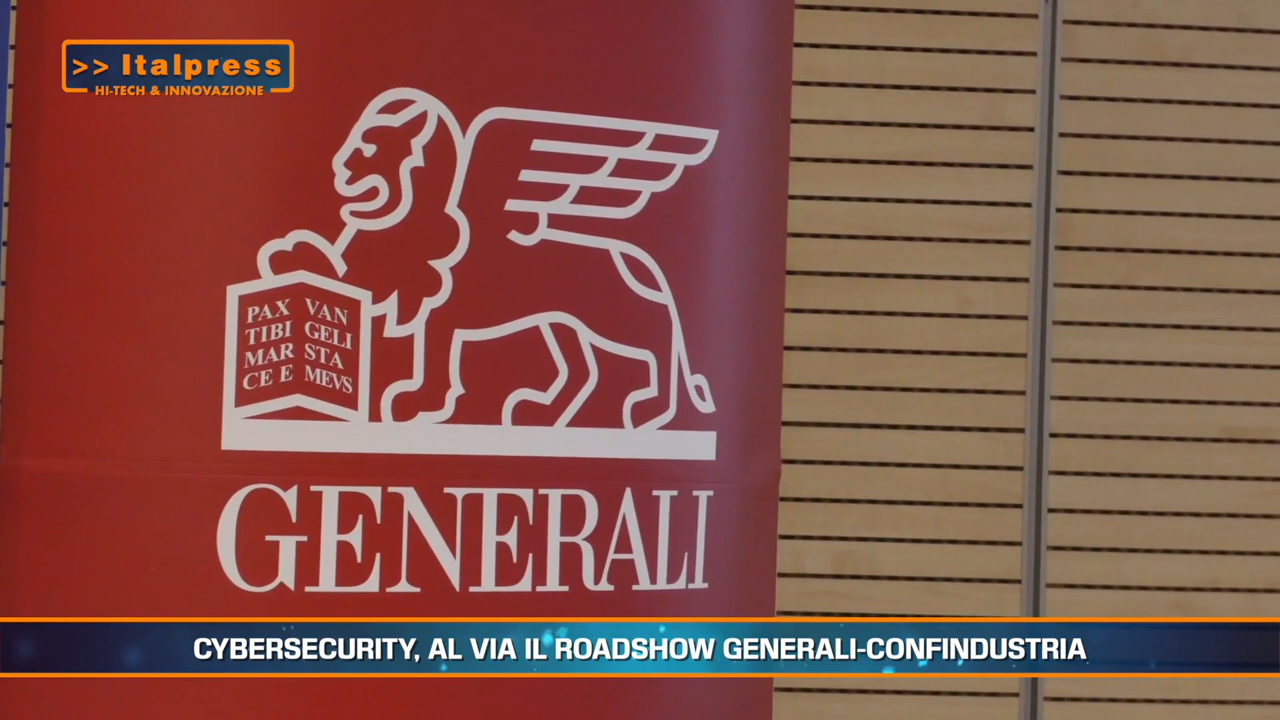 >> Italpress
HI-TECH & INNOVAZIONE
PAX
TIBI
MAR
CE E
VAN
GELI
STA
MEVS
GENERALI
CYBERSECURITY, AL VIA IL ROADSHOW GENERALI-CONFINDUSTRIA